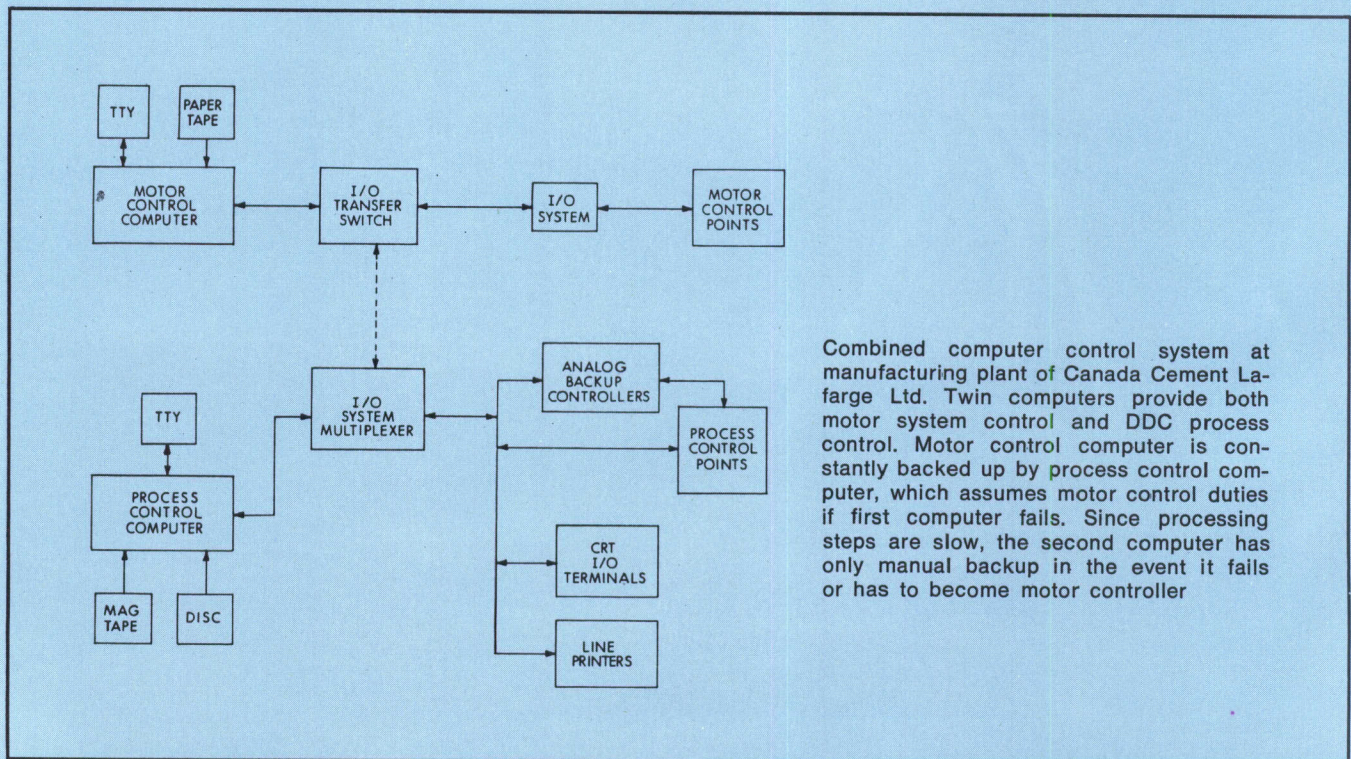 TTY
PAPER
TAPE
MOTOR
CONTROL
COMPUTER
I/O
TRANSFER
SWITCH
I/O
SYSTEM
MOTOR
CONTROL
POINTS
TTY
PROCESS
CONTROL
COMPUTER
MAG
TAPE
DISC
I/O
SYSTEM
MULTIPLEXER
ANALOG
BACKUP
CONTROLLERS
PROCESS
CONTROL
POINTS
CRT
I/O
TERMINALS
LINE
PRINTERS
Combined computer control system at
manufacturing plant of Canada Cement La-
farge Ltd. Twin computers provide both
motor system control and DDC process
control. Motor control computer is con-
stantly backed up by process control com-
puter, which assumes motor control duties
if first computer fails. Since processing
steps are slow, the second computer has
only manual backup in the event it fails
or has to become motor controller